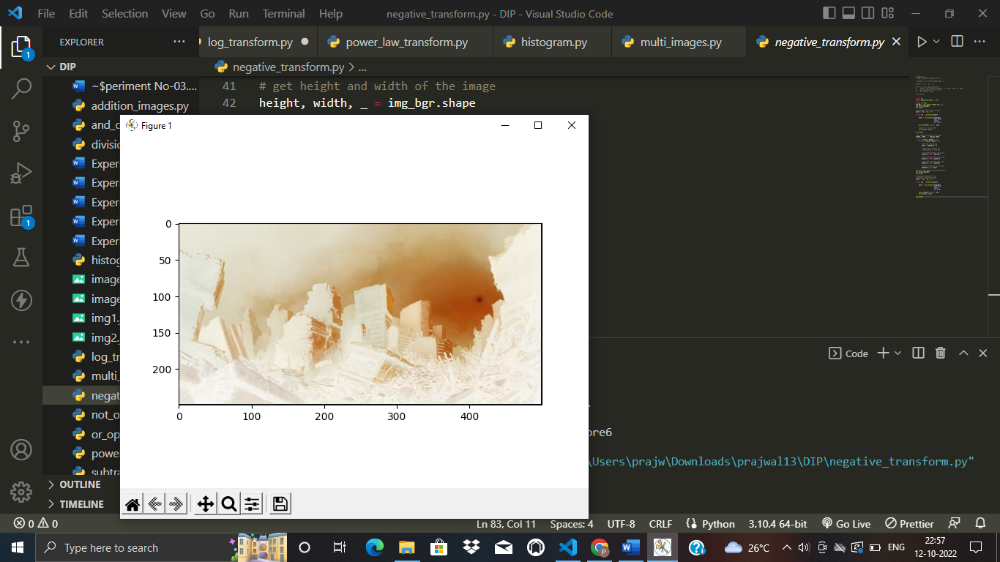 File Edit Selection View Go Run Terminal Help
negative_transform.py - DIP - Visual Studio Code
EXPLORER
log_transform.py
power_law_transform.py
histogram.py
multi_images.py
negative_transform.py
DIP
negative_transform.py > ...
~$periment No-03....
addition_images.py
and_
divisi
Exper
Exper
Exper
Exper
Exper
histog
image
image
img1.
img2.
log_tr
multi_
negat
not_o
or_op
powe
subtra
OUTLINE
TIMELINE
41 # get height and width of the image
42 height, width, _ = img_bgr.shape
Figure 1
0
50
100
150
200
0 100 200 300 400
Code
ore6
\Users\prajw\Downloads\prajwal13\DIP\negative_transform.py"
1
1
0 0
Ln 83, Col 11 Spaces: 4 UTF-8 CRLF Python 3.10.4 64-bit Go Live Prettier
Type here to search
26°C
ENG
22:57
12-10-2022